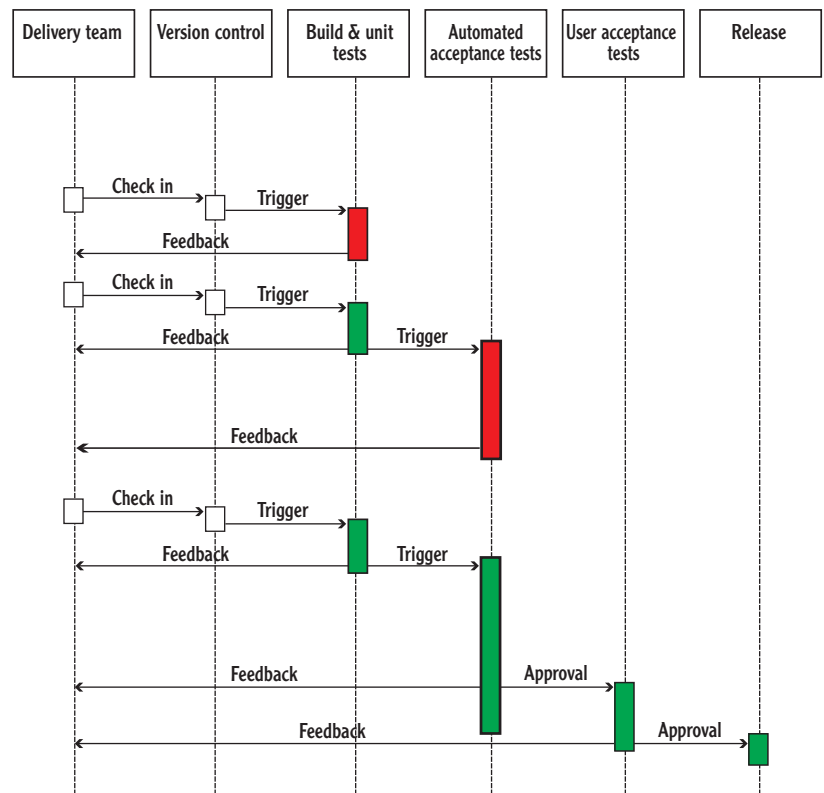 Delivery team
Version control
Build & unit
tests
Automated
acceptance tests
User acceptance
tests
Release
Check in
Trigger
Feedback
Check in
Trigger
Feedback
Trigger
Feedback
Check in
Trigger
Feedback
Trigger
Feedback
Approval
Feedback
Approval